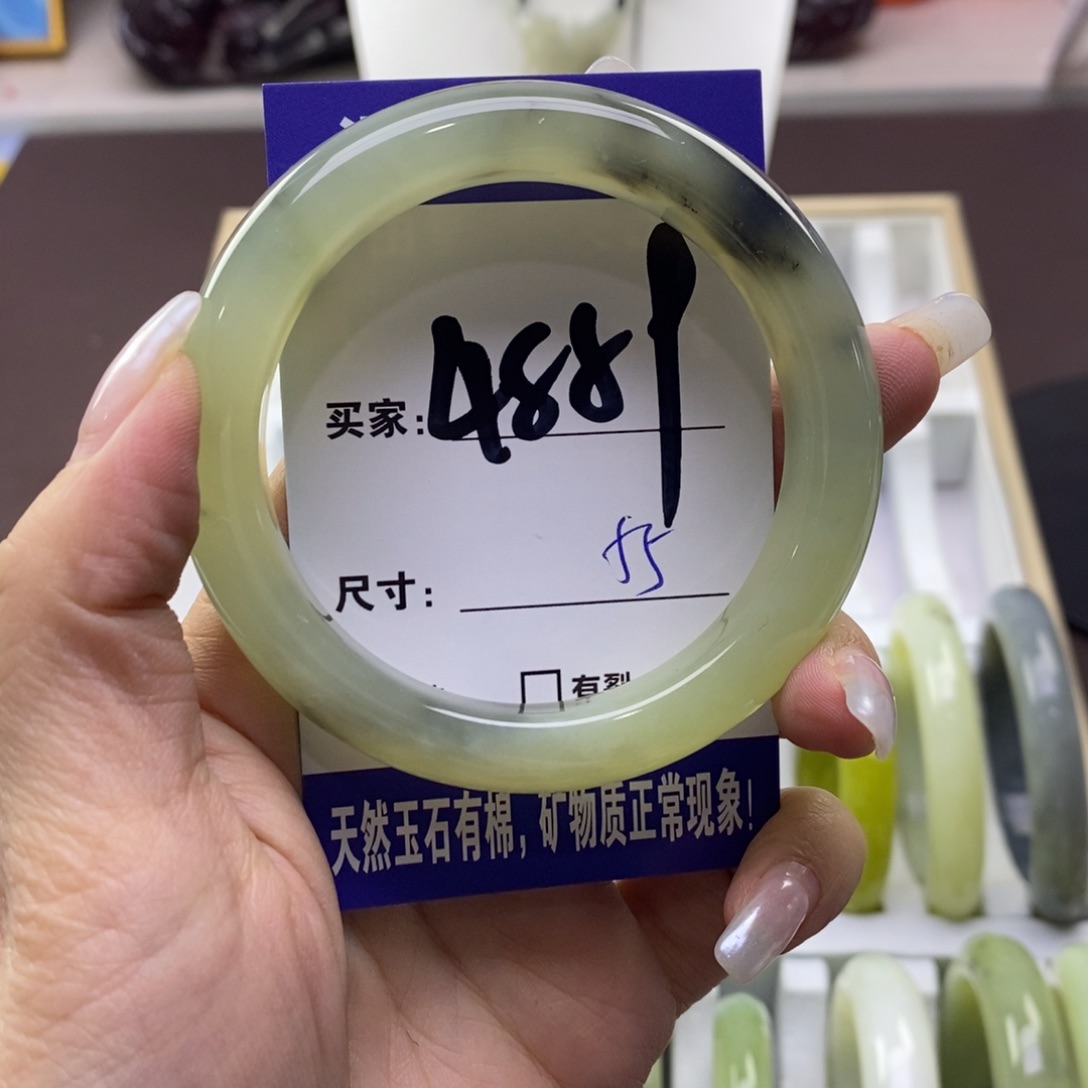 买家: 4881
尺寸:
□ 有裂
天然玉石有棉, 矿物质正常现象!